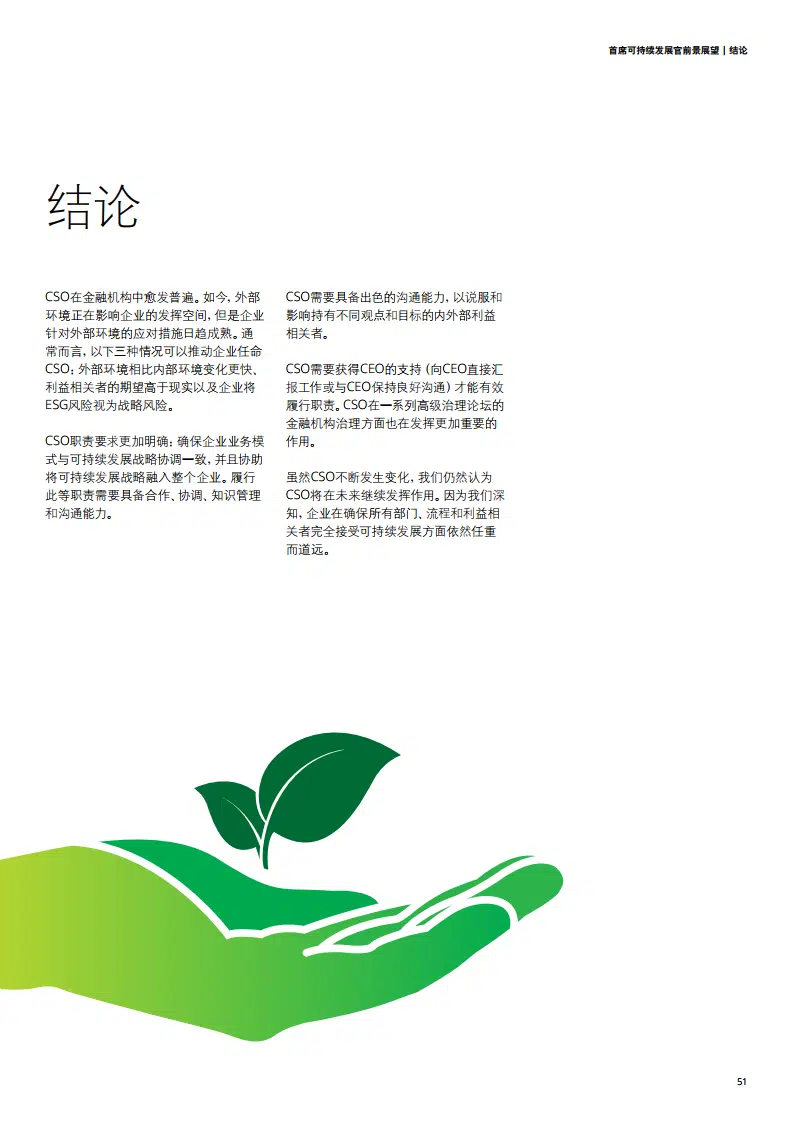 首席可持续发展官前景展望 | 结论
结论
CSO在金融机构中愈发普遍。如今，外部
环境正在影响企业的发挥空间，但是企业
针对外部环境的应对措施日趋成熟。通
常而言，以下三种情况可以推动企业任命
CSO：外部环境相比内部环境变化更快、
利益相关者的期望高于现实以及企业将
ESG风险视为战略风险。
CSO职责要求更加明确：确保企业业务模
式与可持续发展战略协调一致，并且协助
将可持续发展战略融入整个企业。履行
此等职责需要具备合作、协调、知识管理
和沟通能力。
CSO需要具备出色的沟通能力，以说服和
影响持有不同观点和目标的内外部利益
相关者。
CSO需要获得CEO的支持（向CEO直接汇
报工作或与CEO保持良好沟通）才能有效
履行职责。CSO在一系列高级治理论坛的
金融机构治理方面也在发挥更加重要的
作用。
虽然CSO不断发生变化，我们仍然认为
CSO将在未来继续发挥作用。因为我们深
知，企业在确保所有部门、流程和利益相
关者完全接受可持续发展方面依然任重
而道远。
51